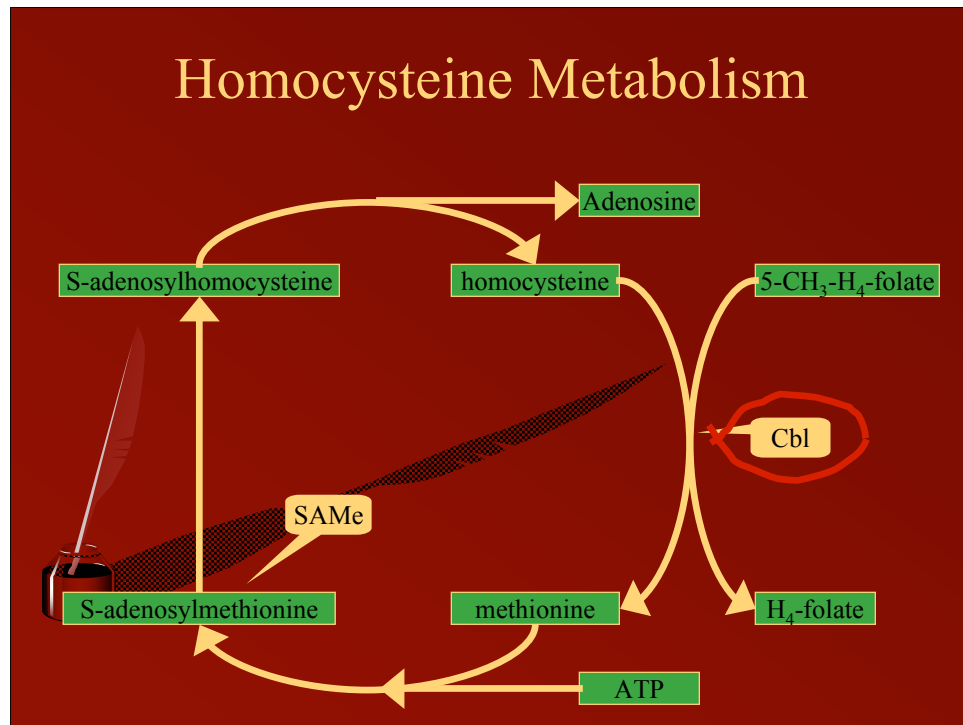 Homocysteine Metabolism
Adenosine
S-adenosylhomocysteine
homocysteine
5-CH₃-H₄-folate
Cbl
SAMe
S-adenosylmethionine
methionine
H₄-folate
ATP